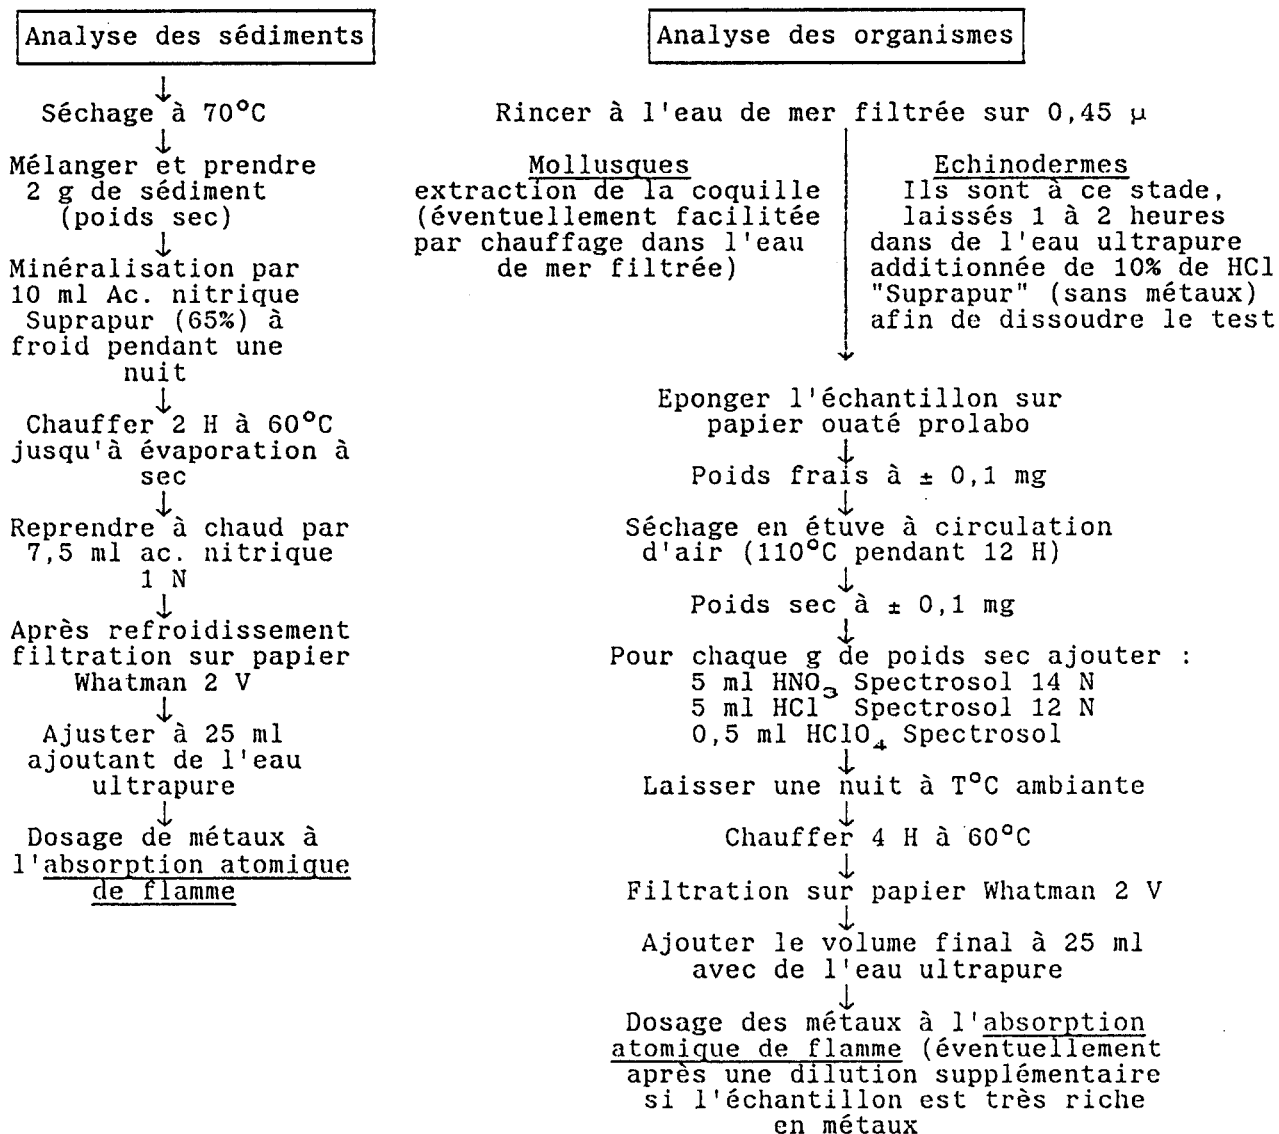 Analyse des sédiments
Séchage à 70°C
Mélanger et prendre
2 g de sédiment
(poids sec)
Minéralisation par
10 ml Ac. nitrique
Suprapur (65%) à
froid pendant une
nuit
Chauffer 2 H à 60°C
jusqu'à évaporation à
sec
Reprendre à chaud par
7,5 ml ac. nitrique
1 N
Après refroidissement
filtration sur papier
Whatman 2 V
Ajuster à 25 ml
ajoutant de l'eau
ultrapure
Dosage de métaux à
l'absorption atomique
de flamme
Analyse des organismes
Rincer à l'eau de mer filtrée sur 0,45 µ
Mollusques
extraction de la coquille
(éventuellement facilitée
par chauffage dans l'eau
de mer filtrée)
Echinodermes
Ils sont à ce stade,
laissés 1 à 2 heures
dans de l'eau ultrapure
additionnée de 10% de HCl
"Suprapur" (sans métaux)
afin de dissoudre le test
Eponger l'échantillon sur
papier ouaté prolabo
Poids frais à ± 0,1 mg
Séchage en étuve à circulation
d'air (110°C pendant 12 H)
Poids sec à ± 0,1 mg
Pour chaque g de poids sec ajouter :
5 ml HNO₃ Spectrosol 14 N
5 ml HCl Spectrosol 12 N
0,5 ml HClO₄ Spectrosol
Laisser une nuit à T°C ambiante
Chauffer 4 H à 60°C
Filtration sur papier Whatman 2 V
Ajouter le volume final à 25 ml
avec de l'eau ultrapure
Dosage des métaux à l'absorption
atomique de flamme (éventuellement
après une dilution supplémentaire
si l'échantillon est très riche
en métaux